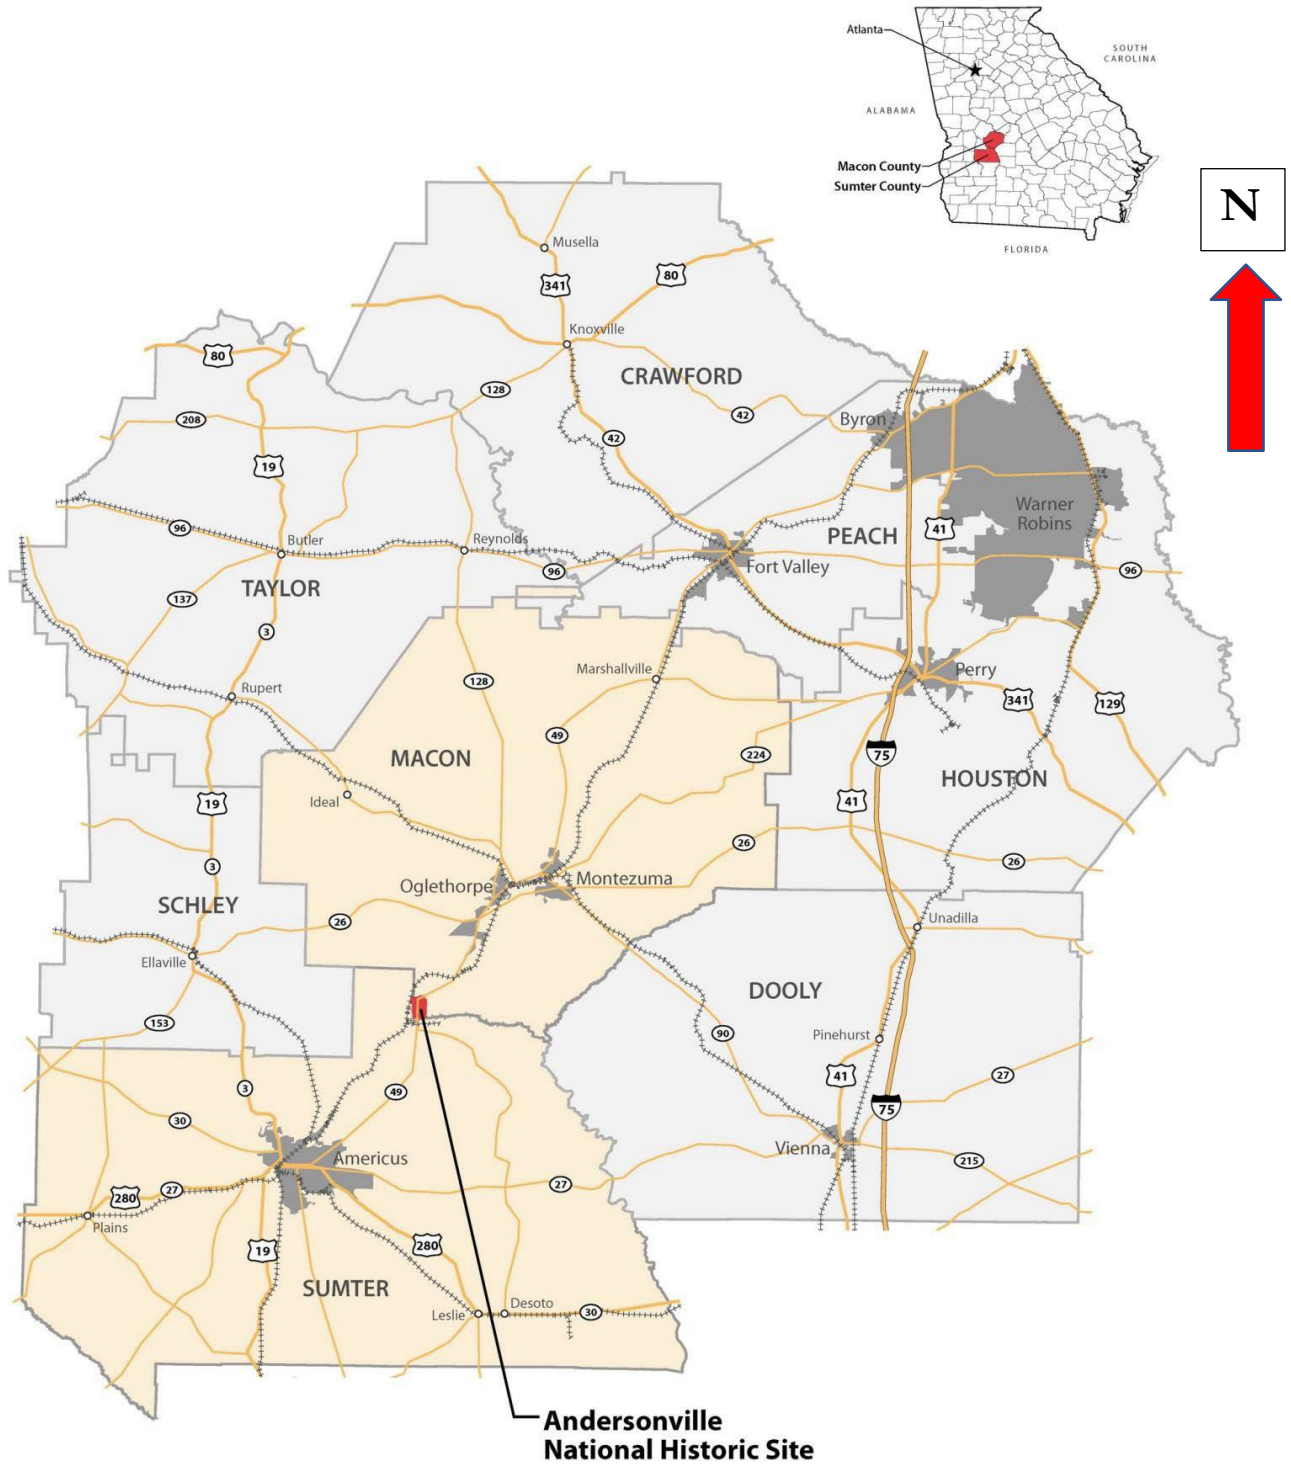 Atlanta
SOUTH
CAROLINA
ALABAMA
Macon County
Sumter County
FLORIDA
N
Musella
341
80
Knoxville
80
CRAWFORD
128
42
208
Byron
42
19
Warner
Robins
41
96
PEACH
Butler
Reynolds
Fort Valley
96
96
TAYLOR
137
3
Marshallville
Perry
128
Rupert
341
129
49
224
75
MACON
HOUSTON
Ideal
19
41
26
26
3
Oglethorpe
Montezuma
SCHLEY
26
Unadilla
Ellaville
DOOLY
153
90
Pinehurst
41
27
3
49
75
30
Americus
Vienna
215
27
280
27
Plains
280
19
SUMTER
Leslie
Desoto
30
Andersonville
National Historic Site